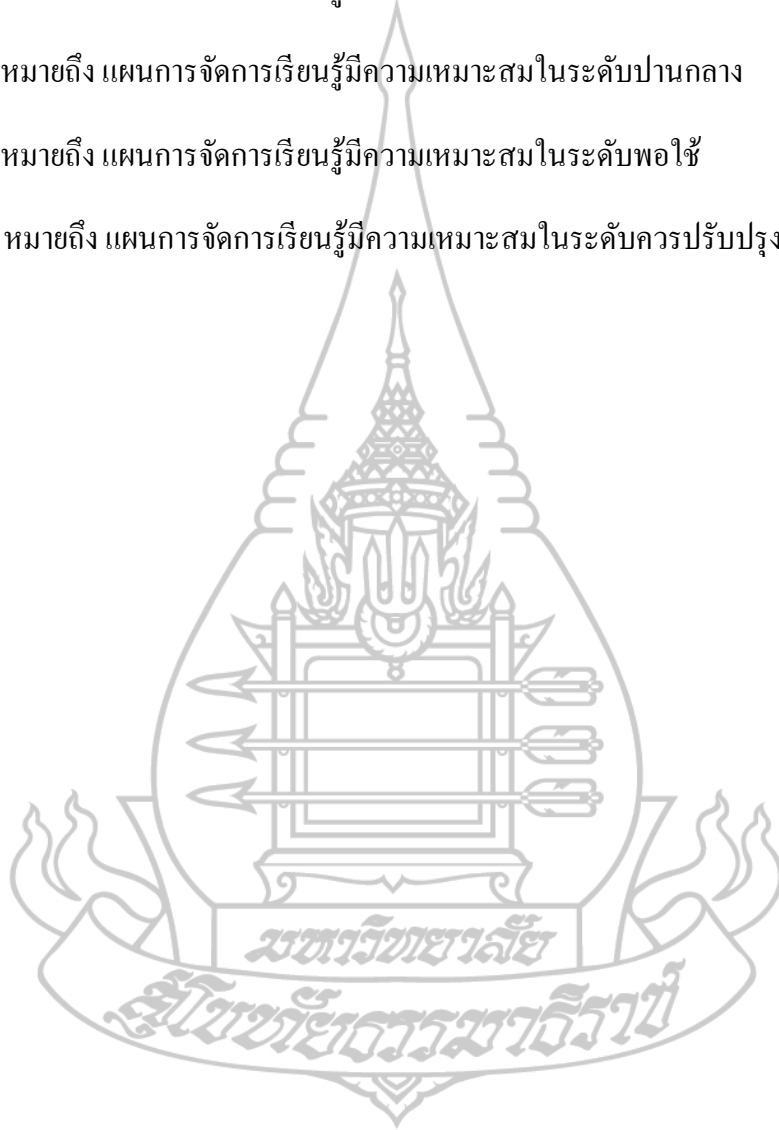 หมายถึง แผนการจัดการเรียนรู้มีความเหมาะสมในระดับปานกลาง
หมายถึง แผนการจัดการเรียนรู้มีความเหมาะสมในระดับพอใช้
หมายถึง แผนการจัดการเรียนรู้มีความเหมาะสมในระดับควรปรับปรุง
มหาวิทยาลัย
สุโขทัยธรรมาธิราช